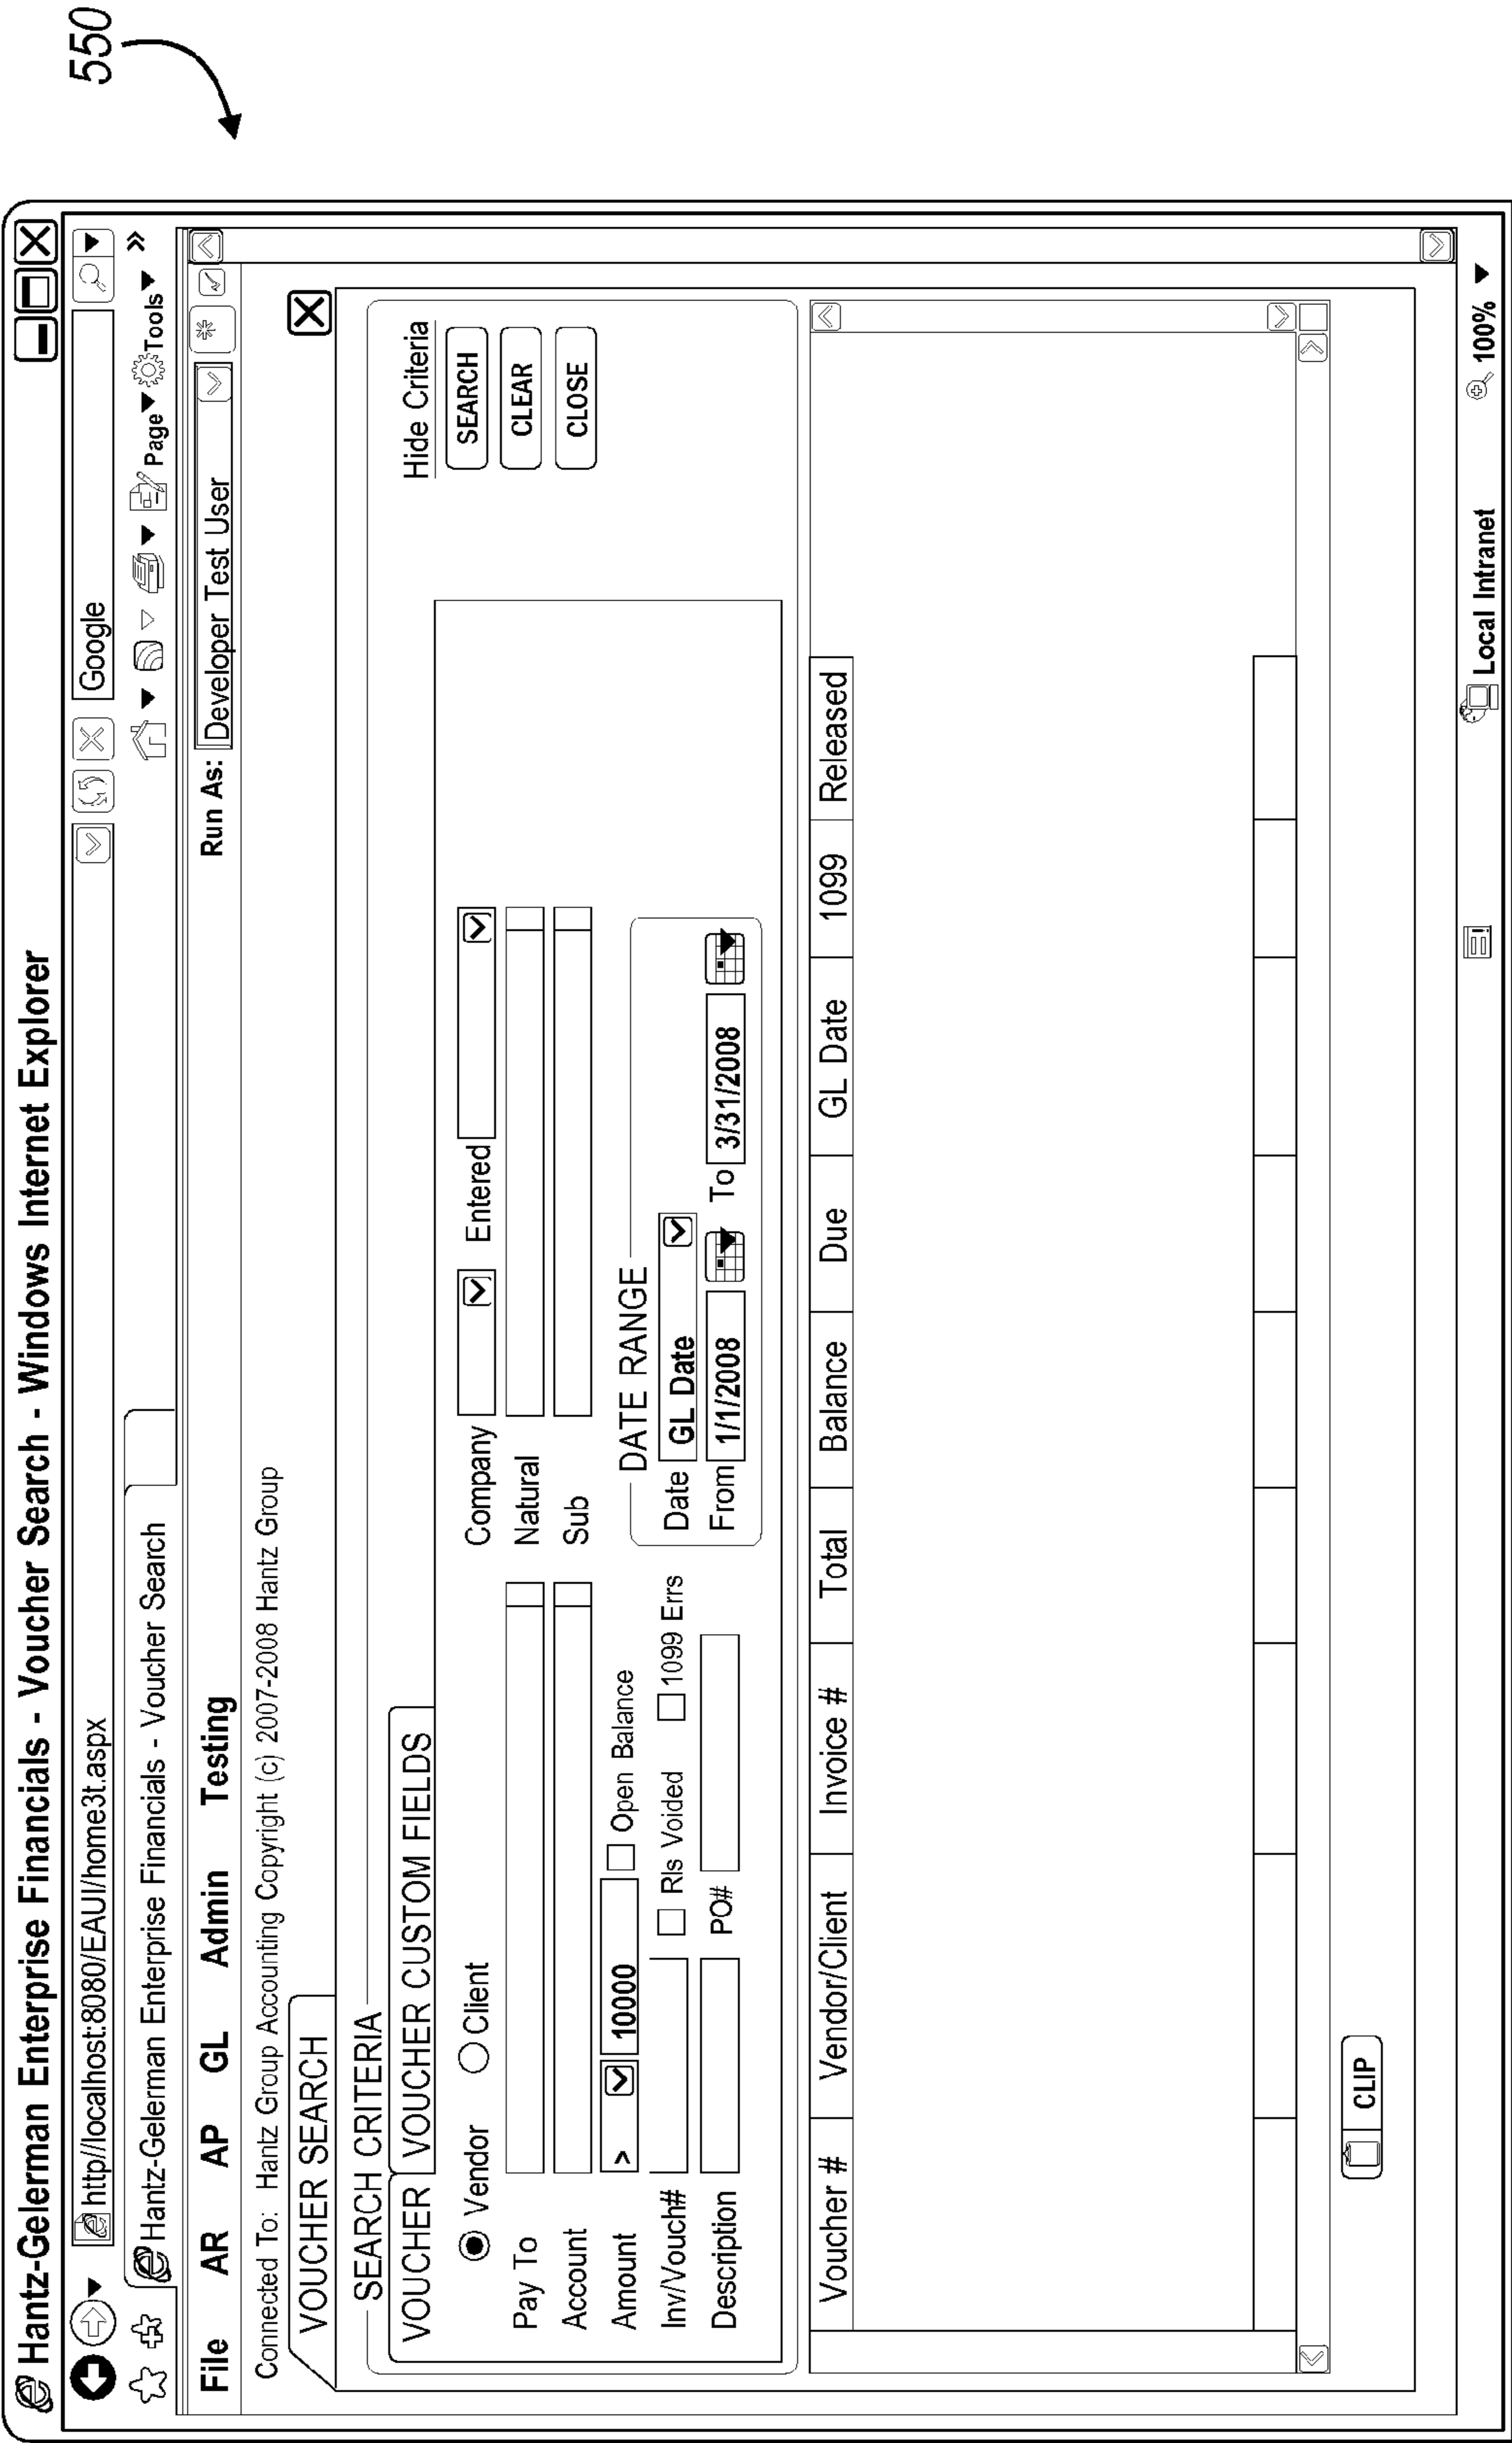 550
Hantz-Gelerman Enterprise Financials - Voucher Search - Windows Internet Explorer
http//localhost:8080/EAUI/home3t.aspx
Google
Hantz-Gelerman Enterprise Financials - Voucher Search
Page Tools »
File AR AP GL Admin Testing
Run As: Developer Test User
Connected To: Hantz Group Accounting Copyright (c) 2007-2008 Hantz Group
VOUCHER SEARCH
SEARCH CRITERIA
Hide Criteria
VOUCHER VOUCHER CUSTOM FIELDS
SEARCH
CLEAR
CLOSE
Vendor Client
Company Entered
Pay To Natural
Account Sub
Amount > 10000 Open Balance
DATE RANGE
Inv/Vouch# Rls Voided 1099 Errs
Date GL Date
Description PO#
From 1/1/2008 To 3/31/2008
Voucher # Vendor/Client Invoice # Total Balance Due GL Date 1099 Released
CLIP
Local Intranet 100%